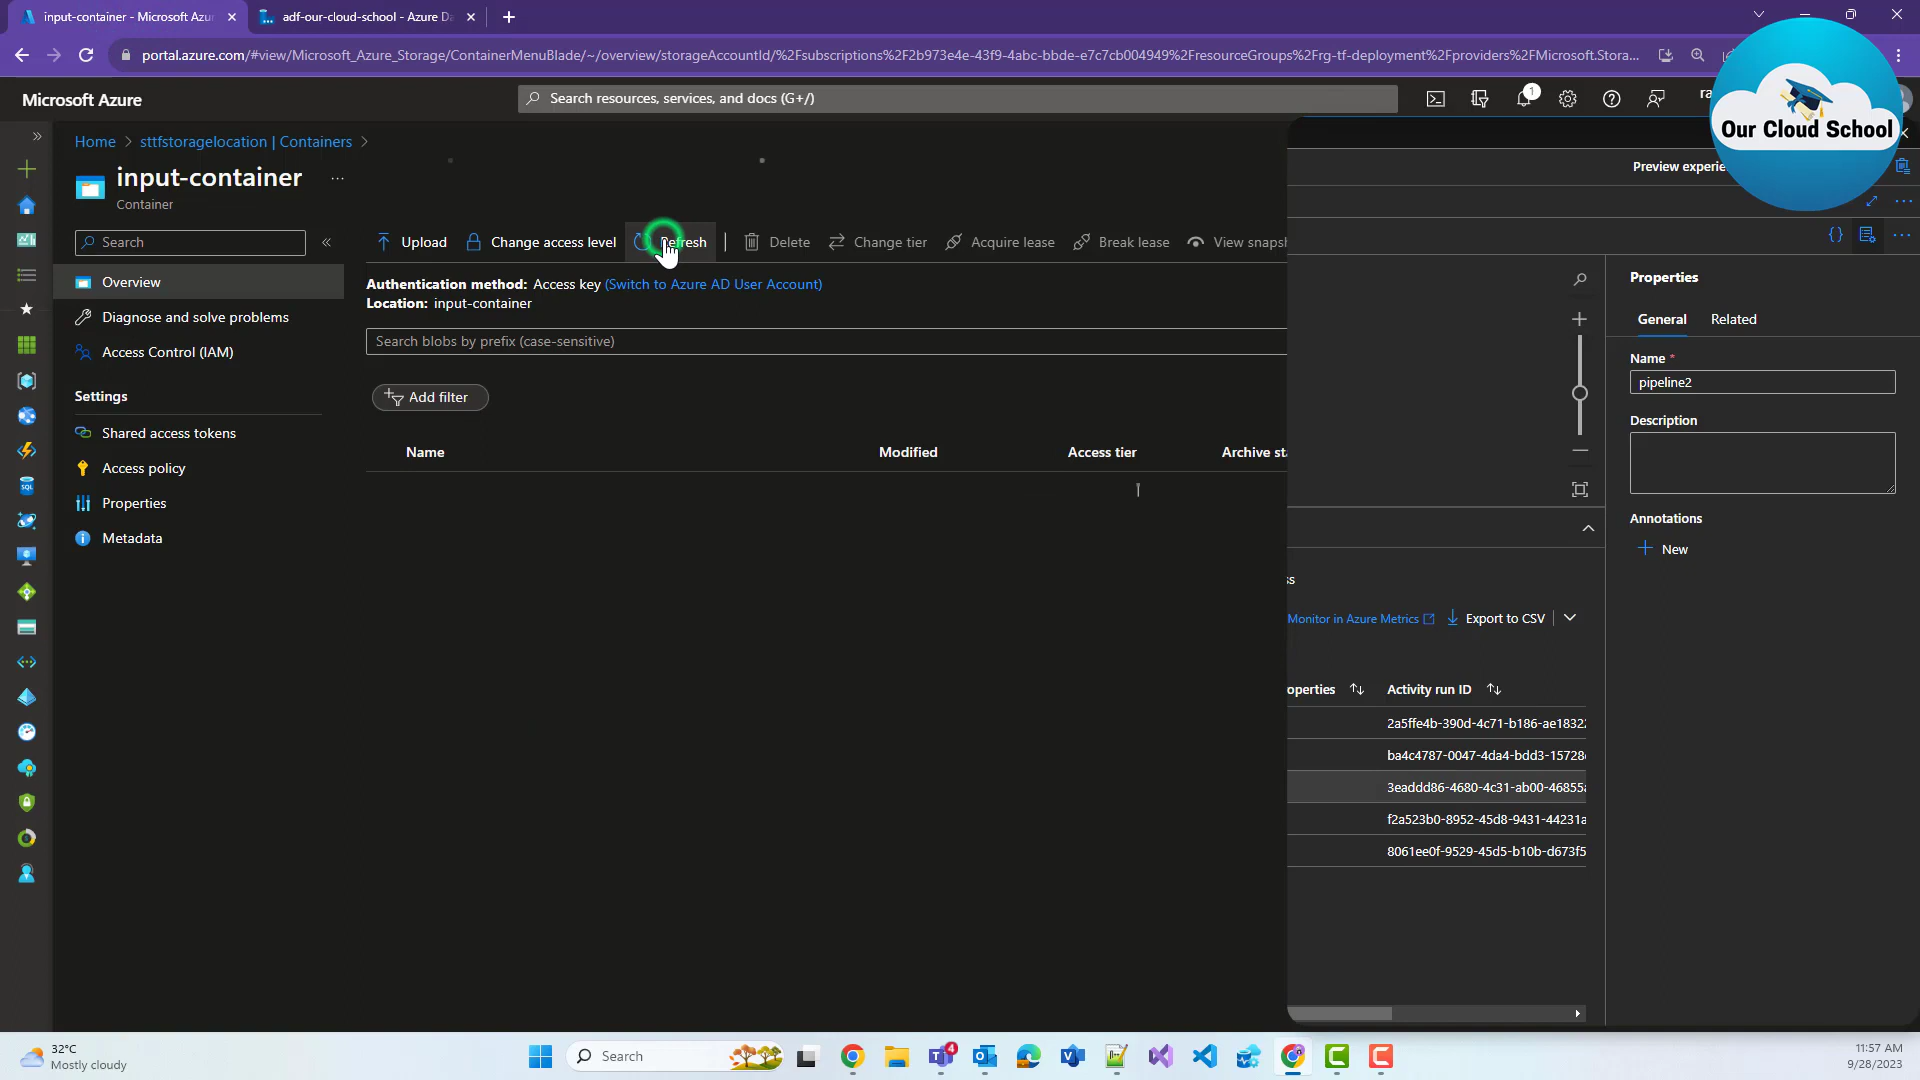 input-container - Microsoft Azu
adf-our-cloud-school - Azure Da
portal.azure.com/#view/Microsoft_Azure_Storage/ContainerMenuBlade/~/overview/storageAccountId/%2Fsubscriptions%2F2b973e4e-43f9-4abc-bbde-e7c7cb004949%2FresourceGroups%2Frg-tf-deployment%2Fproviders%2FMicrosoft.Stora...
Microsoft Azure
Search resources, services, and docs (G+/)
1
ra
Our Cloud School
Home > sttfstoragelocation | Containers >
input-container
...
Container
Preview experie
Search
Upload
Change access level
Refresh
Delete
Change tier
Acquire lease
Break lease
View snapsh
Overview
Diagnose and solve problems
Access Control (IAM)
Settings
Shared access tokens
Access policy
Properties
Metadata
Authentication method: Access key (Switch to Azure AD User Account)
Location: input-container
Search blobs by prefix (case-sensitive)
Add filter
Name
Modified
Access tier
Archive sta
Properties
General
Related
Name *
pipeline2
Description
Annotations
New
ss
Monitor in Azure Metrics
Export to CSV
operties
Activity run ID
2a5ffe4b-390d-4c71-b186-ae1832
ba4c4787-0047-4da4-bdd3-15728
3eaddd86-4680-4c31-ab00-46855
f2a523b0-8952-45d8-9431-44231a
8061ee0f-9529-45d5-b10b-d673f5
32°C
Mostly cloudy
Search
4
11:57 AM
9/28/2023